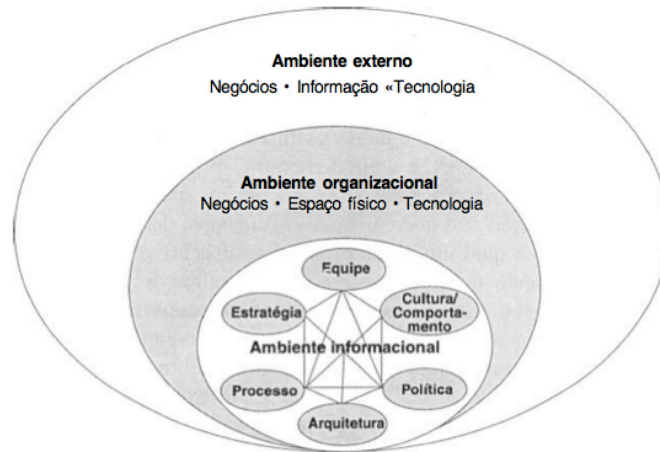 Ambiente externo
Negócios • Informação «Tecnologia
Ambiente organizacional
Negócios • Espaço físico • Tecnologia
Equipe
Estratégia
Cultura/
Comporta-
mento
Ambiente informacional
Processo
Política
Arquitetura